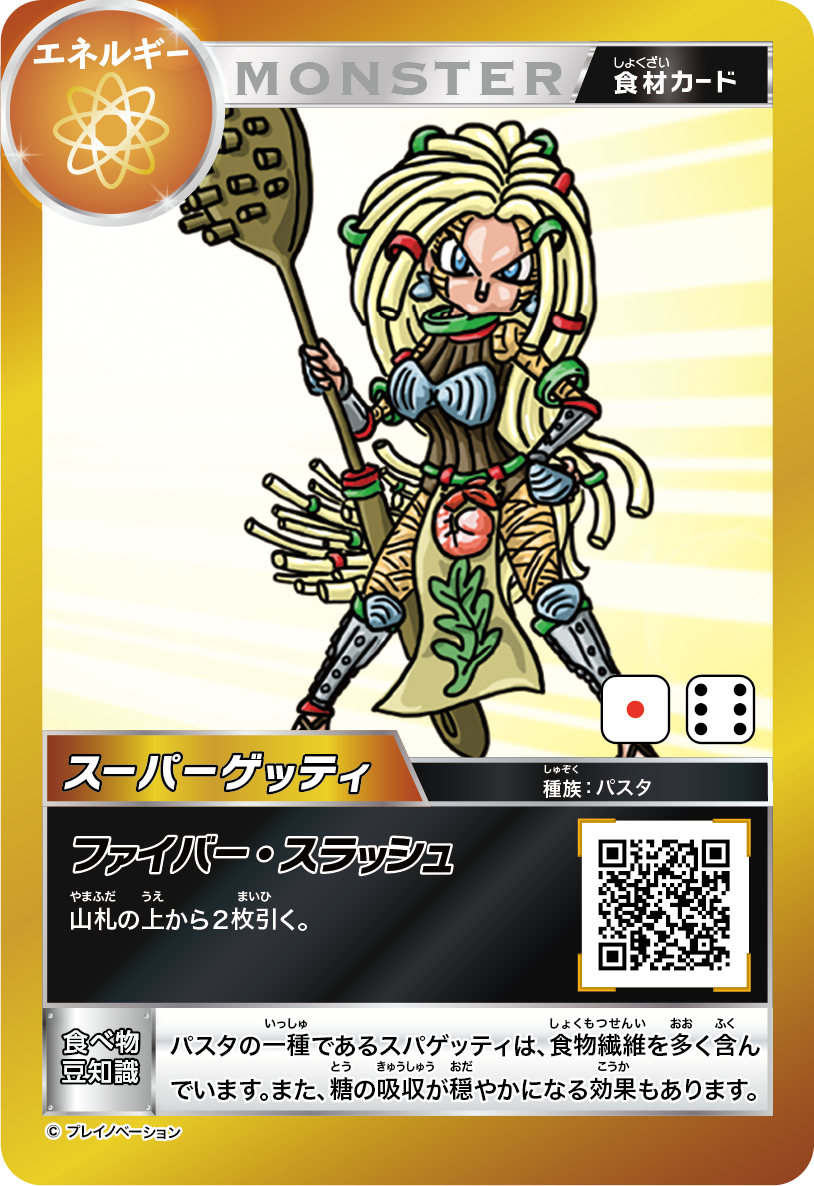 エネルギー
MONSTER
しょくざい
食材カード
スーパーゲッティ
しゅぞく
種族：パスタ
ファイバー・スラッシュ
やまふだ うえ まいひ
山札の上から２枚引く。
食べ物
豆知識
いっしゅ しょくもつせんい おお ふく
パスタの一種であるスパゲッティは、食物繊維を多く含ん
とう きゅうしゅう おだ こうか
でいます。また、糖の吸収が穏やかになる効果もあります。
© プレイノベーション